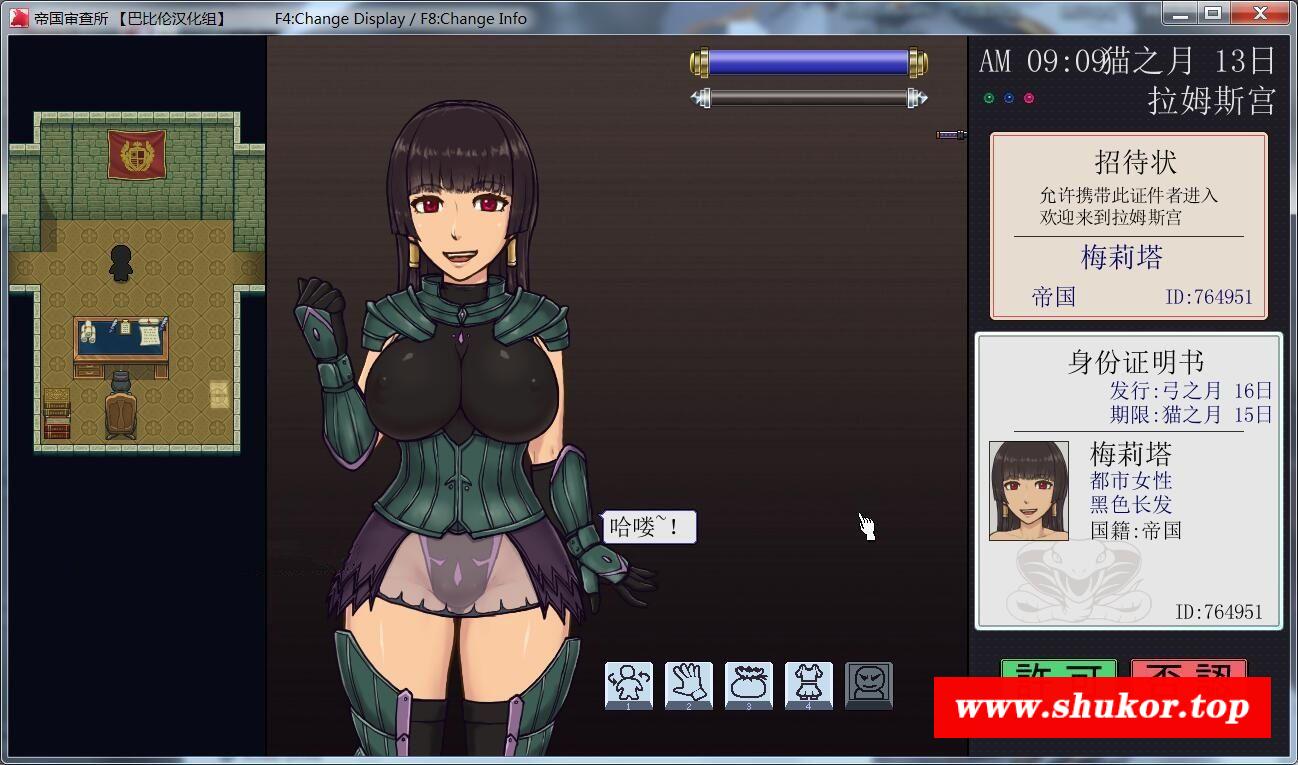 帝国审查所 【巴比伦汉化组】 F4:Change Display / F8:Change Info
AM 09:09猫之月 13日
拉姆斯宫
招待状
允许携带此证件者进入
欢迎来到拉姆斯宫
梅莉塔
帝国 ID:764951
身份证明书
发行:弓之月 16日
期限:猫之月 15日
梅莉塔
都市女性
黑色长发
国籍:帝国
ID:764951
哈喽~!
1 2 3 4
許可 否認
www.shukor.top